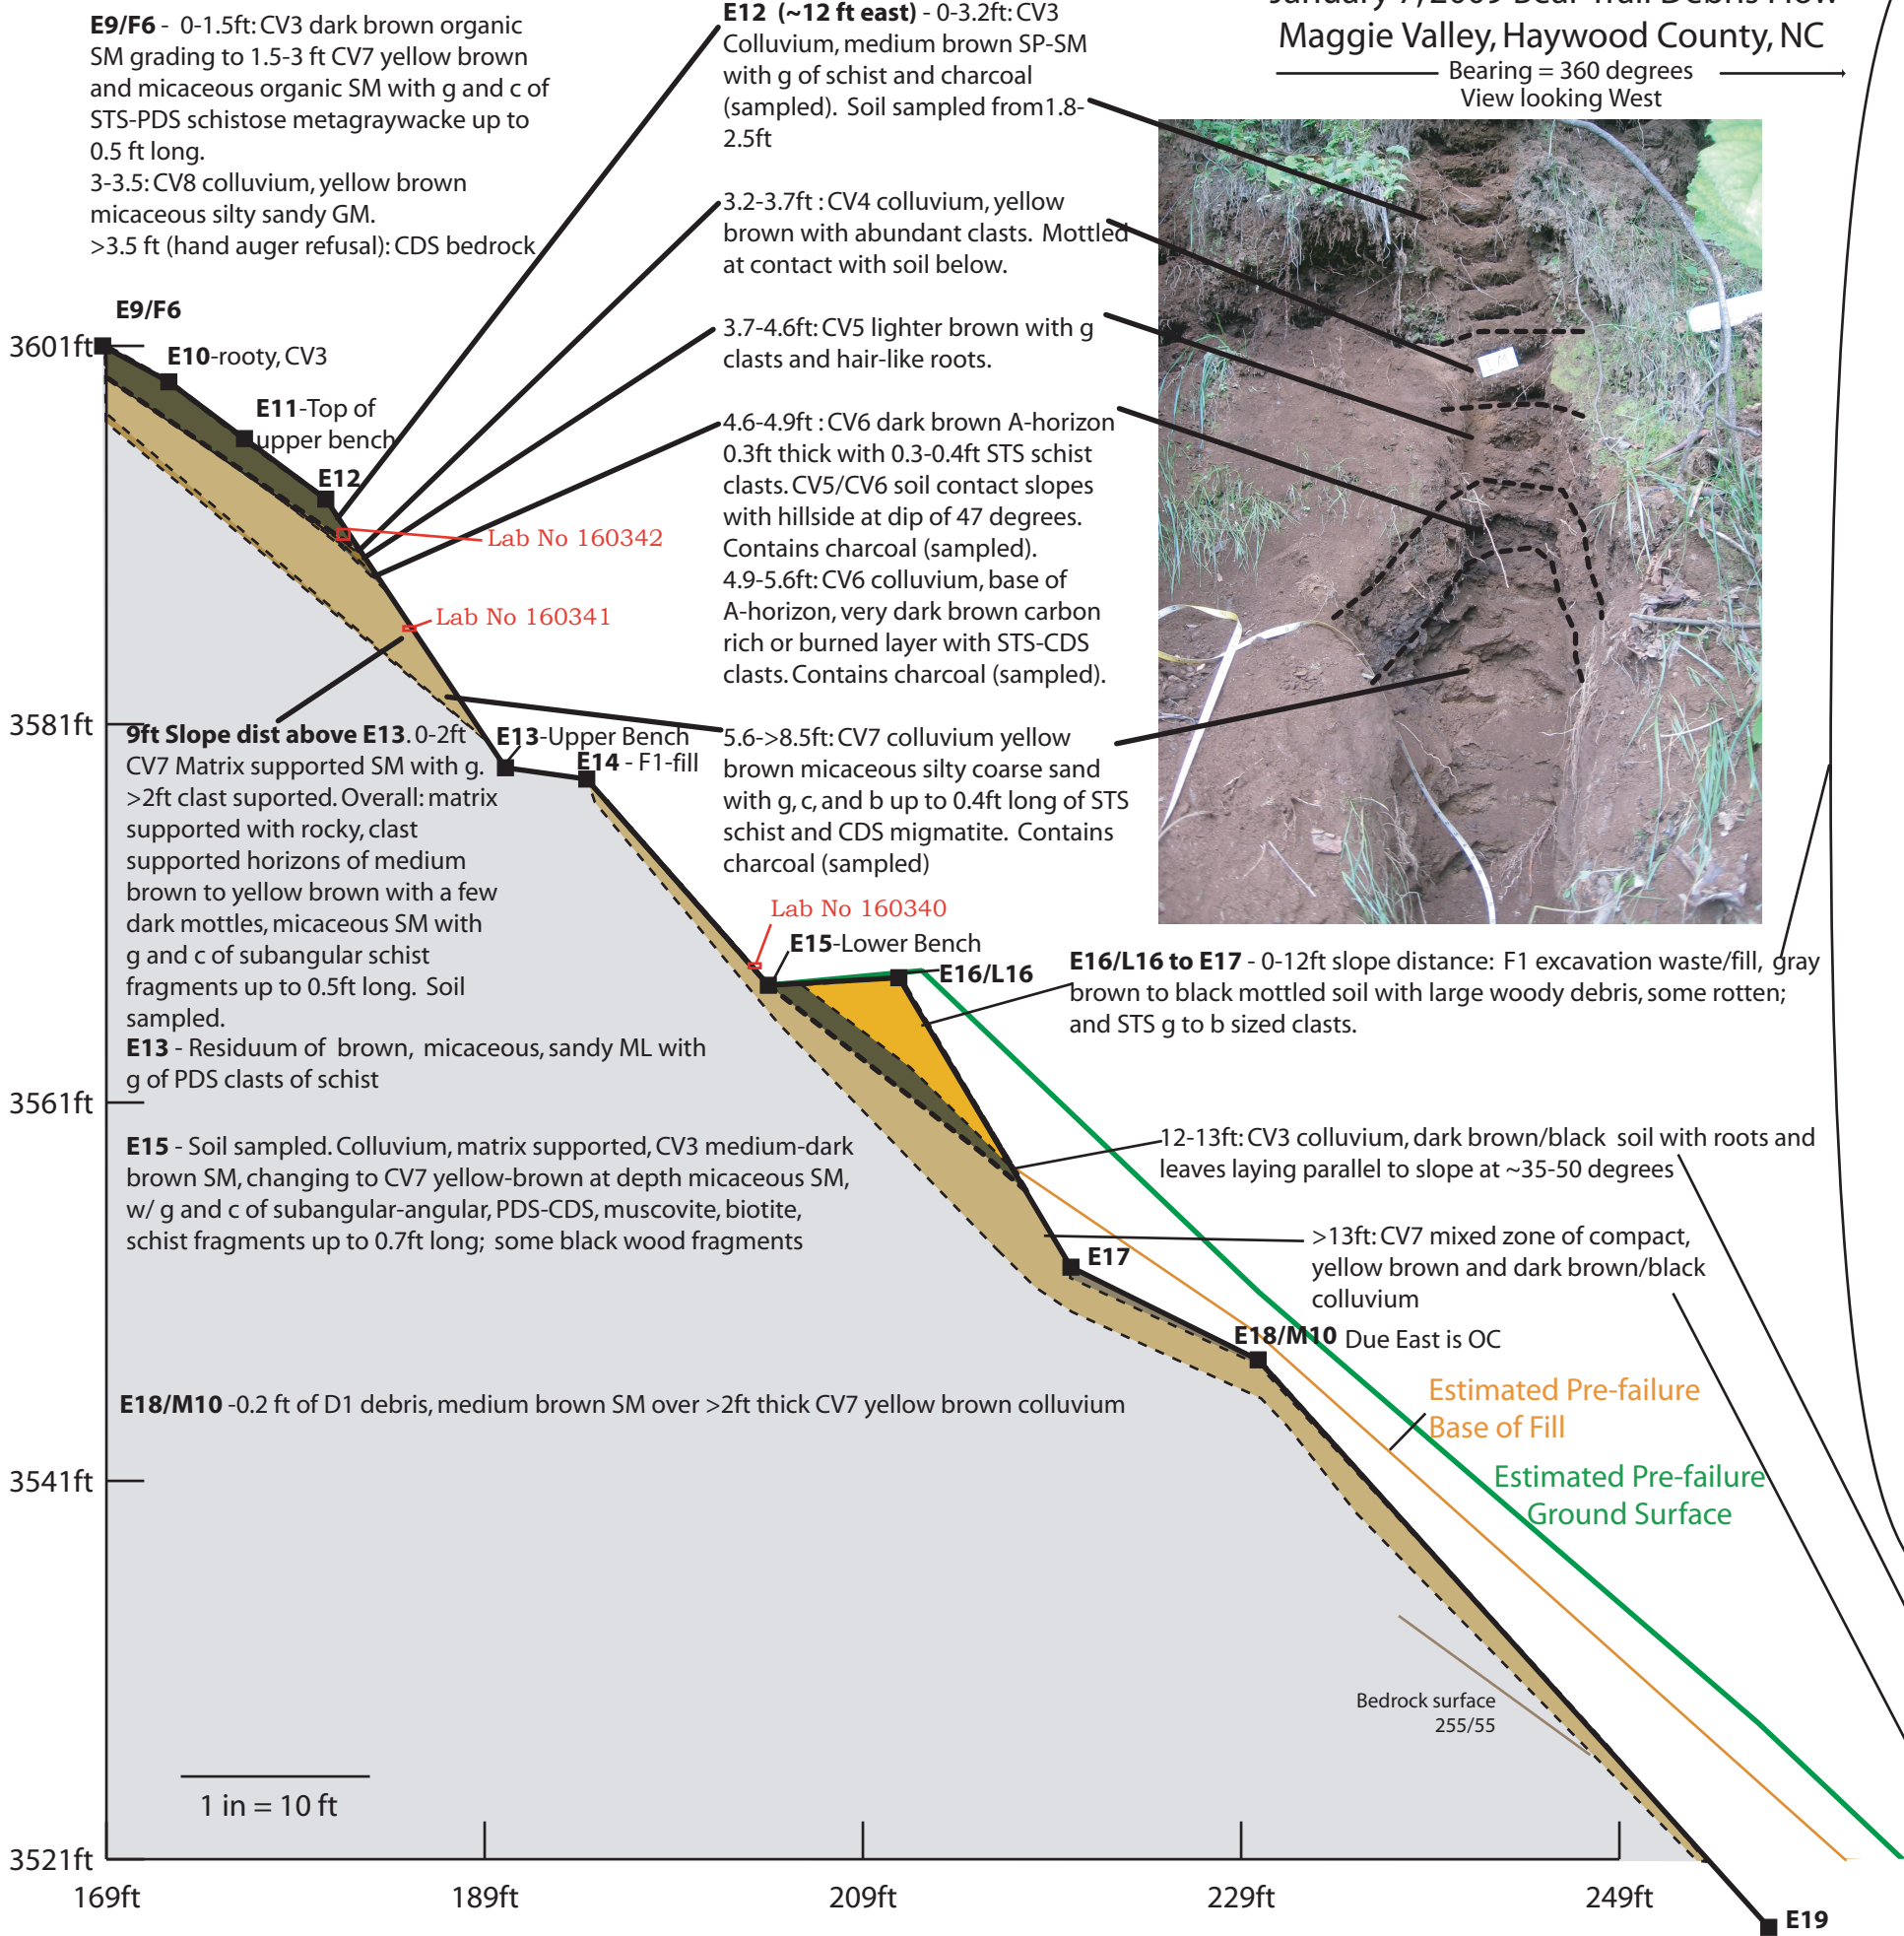 January 7, 2009 Bear Trail Debris Flow
Maggie Valley, Haywood County, NC
Bearing = 360 degrees
View looking West
E9/F6 - 0-1.5ft: CV3 dark brown organic
SM grading to 1.5-3 ft CV7 yellow brown
and micaceous organic SM with g and c of
STS-PDS schistose metagraywacke up to
0.5 ft long.
3-3.5: CV8 colluvium, yellow brown
micaceous silty sandy GM.
>3.5 ft (hand auger refusal): CDS bedrock
E12 (~12 ft east) - 0-3.2ft: CV3
Colluvium, medium brown SP-SM
with g of schist and charcoal
(sampled). Soil sampled from1.8-
2.5ft
3.2-3.7ft : CV4 colluvium, yellow
brown with abundant clasts. Mottled
at contact with soil below.
3.7-4.6ft: CV5 lighter brown with g
clasts and hair-like roots.
4.6-4.9ft : CV6 dark brown A-horizon
0.3ft thick with 0.3-0.4ft STS schist
clasts. CV5/CV6 soil contact slopes
with hillside at dip of 47 degrees.
Contains charcoal (sampled).
4.9-5.6ft: CV6 colluvium, base of
A-horizon, very dark brown carbon
rich or burned layer with STS-CDS
clasts. Contains charcoal (sampled).
5.6->8.5ft: CV7 colluvium yellow
brown micaceous silty coarse sand
with g, c, and b up to 0.4ft long of STS
schist and CDS migmatite. Contains
charcoal (sampled)
E9/F6
3601ft
E10-rooty, CV3
E11-Top of
upper bench
E12
Lab No 160342
Lab No 160341
3581ft
9ft Slope dist above E13. 0-2ft
CV7 Matrix supported SM with g.
>2ft clast suported. Overall: matrix
supported with rocky, clast
supported horizons of medium
brown to yellow brown with a few
dark mottles, micaceous SM with
g and c of subangular schist
fragments up to 0.5ft long. Soil
sampled.
E13 - Residuum of brown, micaceous, sandy ML with
g of PDS clasts of schist
E13-Upper Bench
E14 - F1-fill
Lab No 160340
E15-Lower Bench
E16/L16
E16/L16 to E17 - 0-12ft slope distance: F1 excavation waste/fill, gray
brown to black mottled soil with large woody debris, some rotten;
and STS g to b sized clasts.
3561ft
E15 - Soil sampled. Colluvium, matrix supported, CV3 medium-dark
brown SM, changing to CV7 yellow-brown at depth micaceous SM,
w/ g and c of subangular-angular, PDS-CDS, muscovite, biotite,
schist fragments up to 0.7ft long; some black wood fragments
12-13ft: CV3 colluvium, dark brown/black soil with roots and
leaves laying parallel to slope at ~35-50 degrees
>13ft: CV7 mixed zone of compact,
yellow brown and dark brown/black
colluvium
E17
E18/M10 Due East is OC
E18/M10 -0.2 ft of D1 debris, medium brown SM over >2ft thick CV7 yellow brown colluvium
Estimated Pre-failure
Base of Fill
Estimated Pre-failure
Ground Surface
3541ft
Bedrock surface
255/55
1 in = 10 ft
3521ft
169ft
189ft
209ft
229ft
249ft
E19